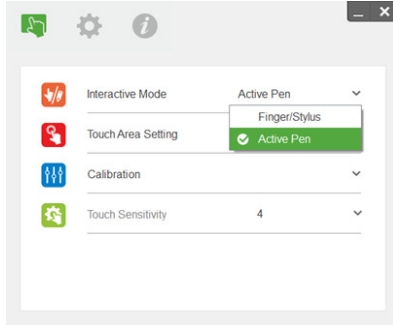 Interactive Mode Active Pen
Finger/Stylus
Touch Area Setting
Active Pen
Calibration
Touch Sensitivity 4